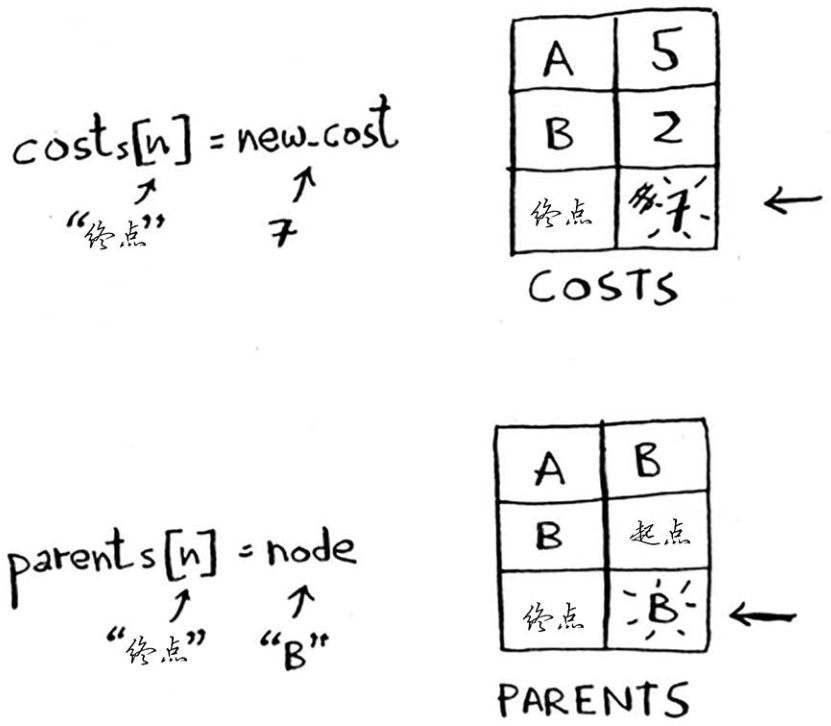 costs[n] = new_cost
“终点” 7
A 5
B 2
终点 7
COSTS
parents[n] = node
“终点” “B”
A B
B 起点
终点 B
PARENTS